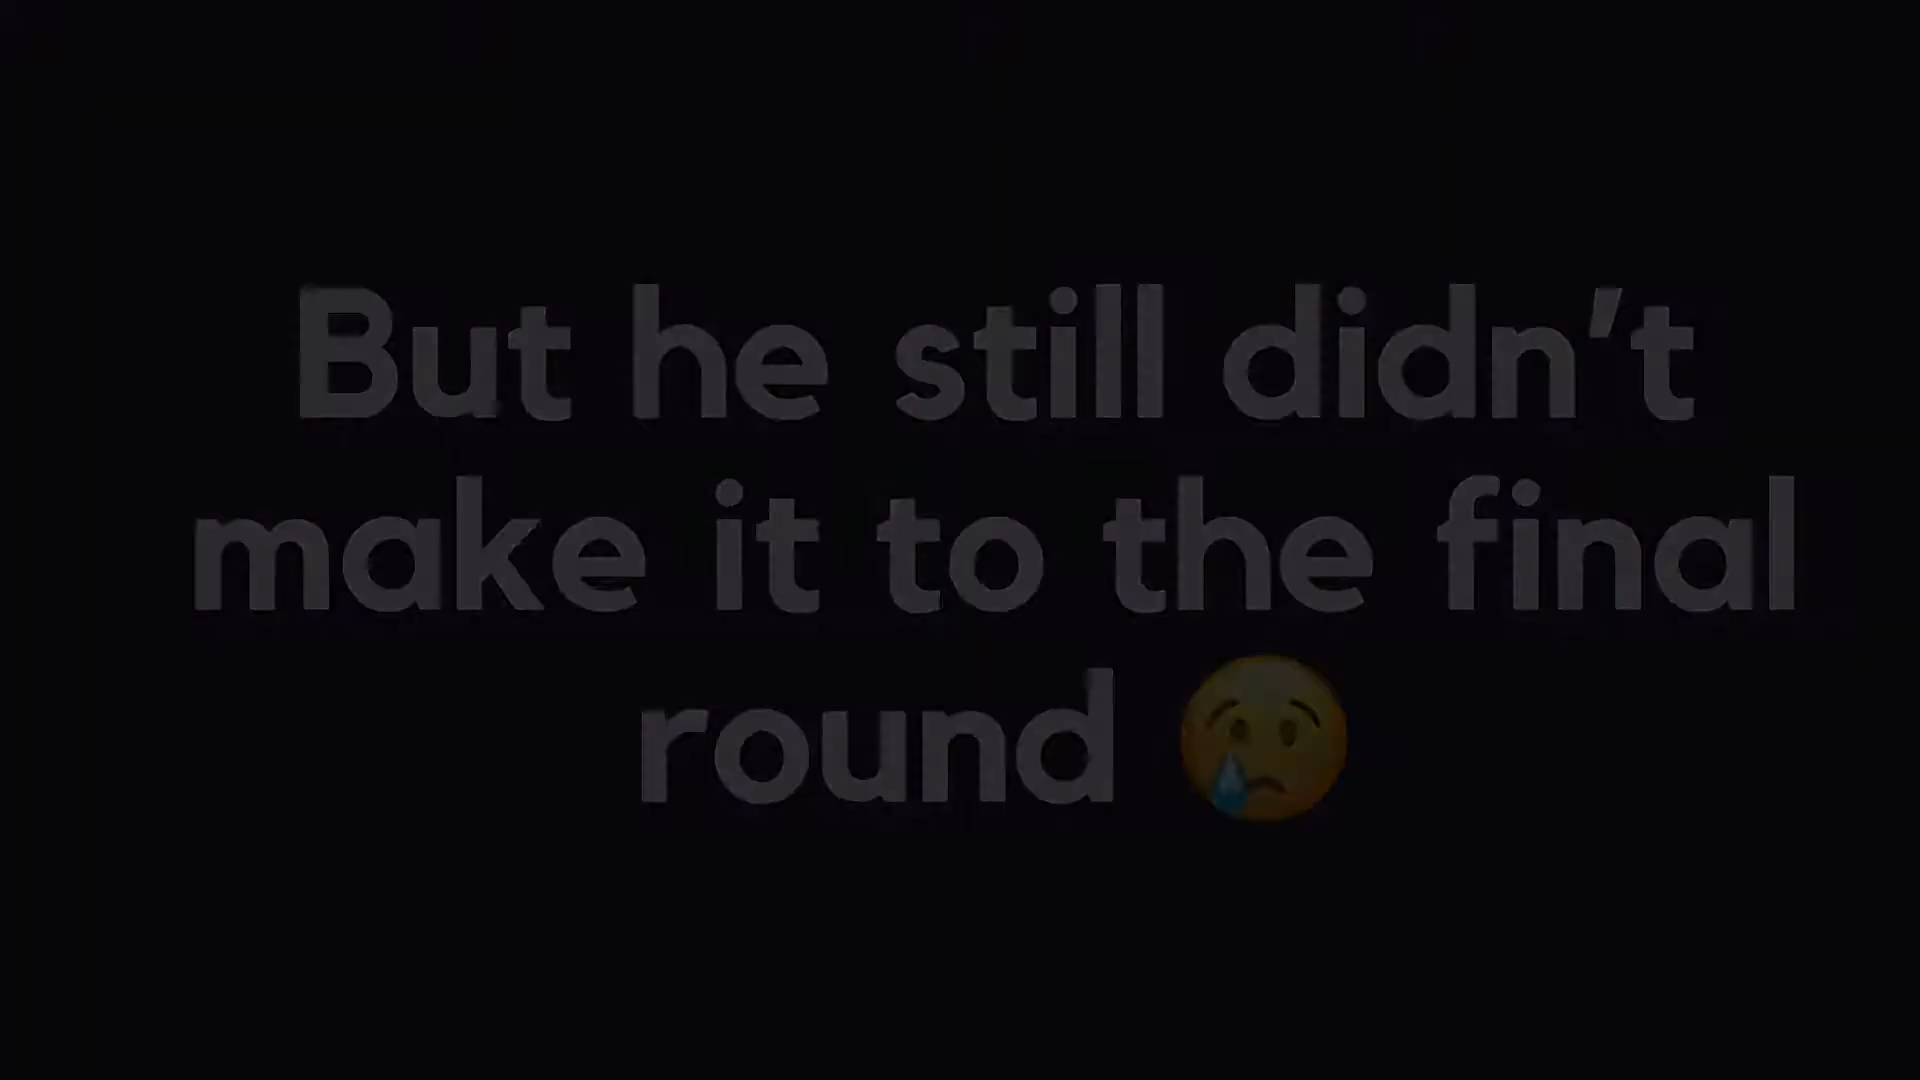 But he still didn’t
make it to the final
round 😢